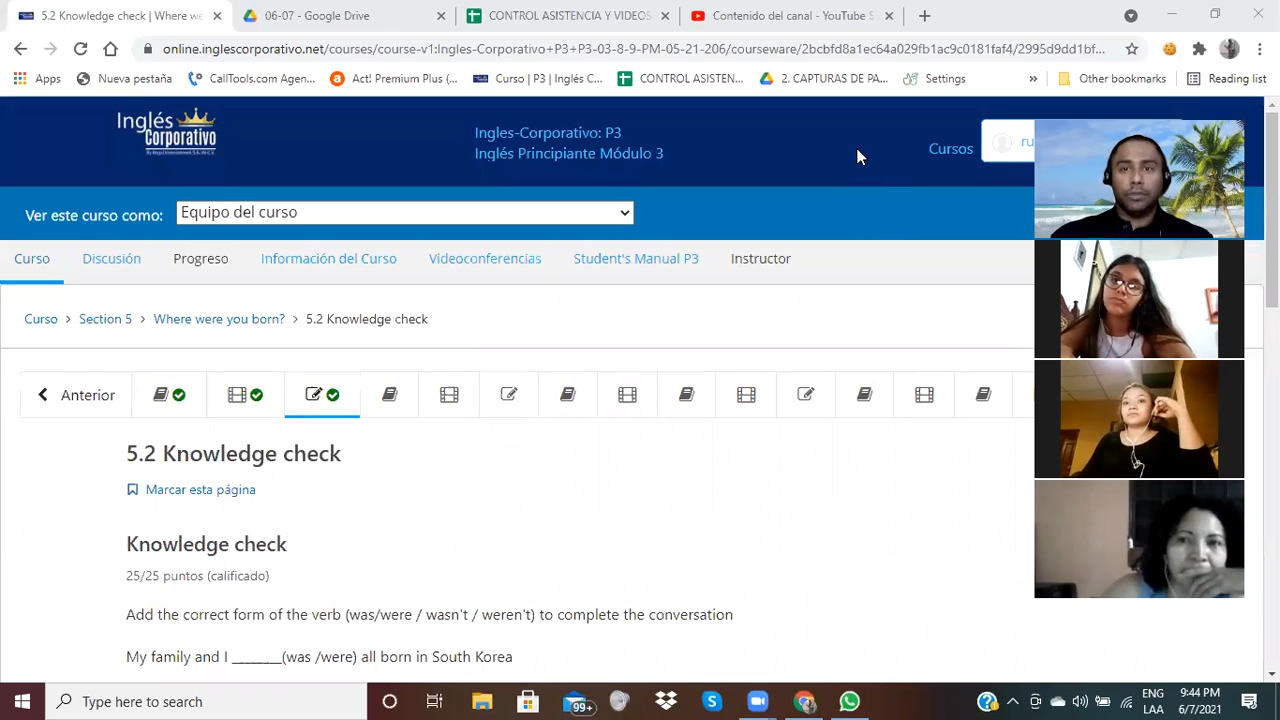 5.2 Knowledge check | Where we
06-07 - Google Drive
CONTROL ASISTENCIA Y VIDEOS
Contenido del canal - YouTube S
online.inglescorporativo.net/courses/course-v1:Ingles-Corporativo+P3+P3-03-8-9-PM-05-21-206/courseware/2bcbfd8a1ec64a029fb1ac9c0181faf4/2995d9dd1bf...
Apps
Nueva pestaña
CallTools.com Agen...
Act! Premium Plus (...
Curso | P3 | Inglés C...
CONTROL ASISTEN...
2. CAPTURAS DE PA...
Settings
»
Other bookmarks
Reading list
Inglés
Corporativo
Ingles-Corporativo: P3
Inglés Principiante Módulo 3
Cursos
ru
Ver este curso como:
Equipo del curso
Curso
Discusión
Progreso
Información del Curso
Videoconferencias
Student's Manual P3
Instructor
Curso > Section 5 > Where were you born? > 5.2 Knowledge check
Anterior
5.2 Knowledge check
Marcar esta página
Knowledge check
25/25 puntos (calificado)
Add the correct form of the verb (was/were / wasn't / weren't) to complete the conversation
My family and I _______(was /were) all born in South Korea
Type here to search
99+
ENG
LAA
9:44 PM
6/7/2021